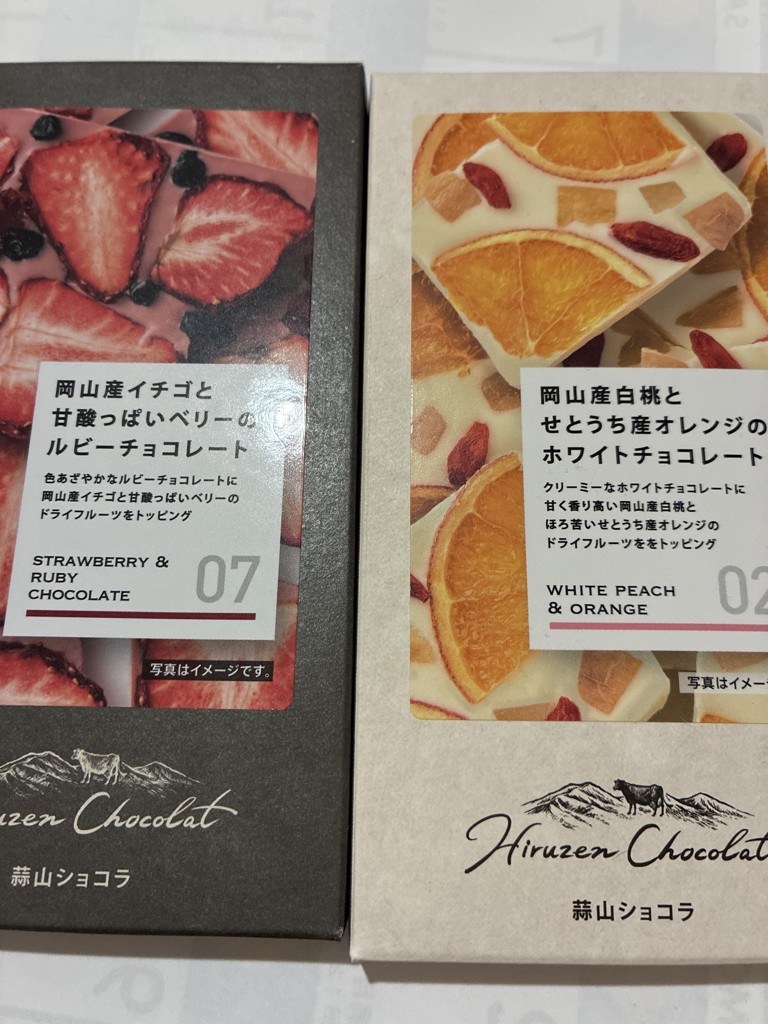 岡山産イチゴと
甘酸っぱいベリーの
ルビーチョコレート
色あざやかなルビーチョコレートに
岡山産イチゴと甘酸っぱいベリーの
ドライフルーツをトッピング
STRAWBERRY &
RUBY
CHOCOLATE
07
写真はイメージです。
uzen Chocolat
蒜山ショコラ
岡山産白桃と
せとうち産オレンジの
ホワイトチョコレート
クリーミーなホワイトチョコレートに
甘く香り高い岡山産白桃と
ほろ苦いせとうち産オレンジの
ドライフルーツををトッピング
WHITE PEACH
& ORANGE
02
写真はイメー
Hiruzen Chocolat
蒜山ショコラ